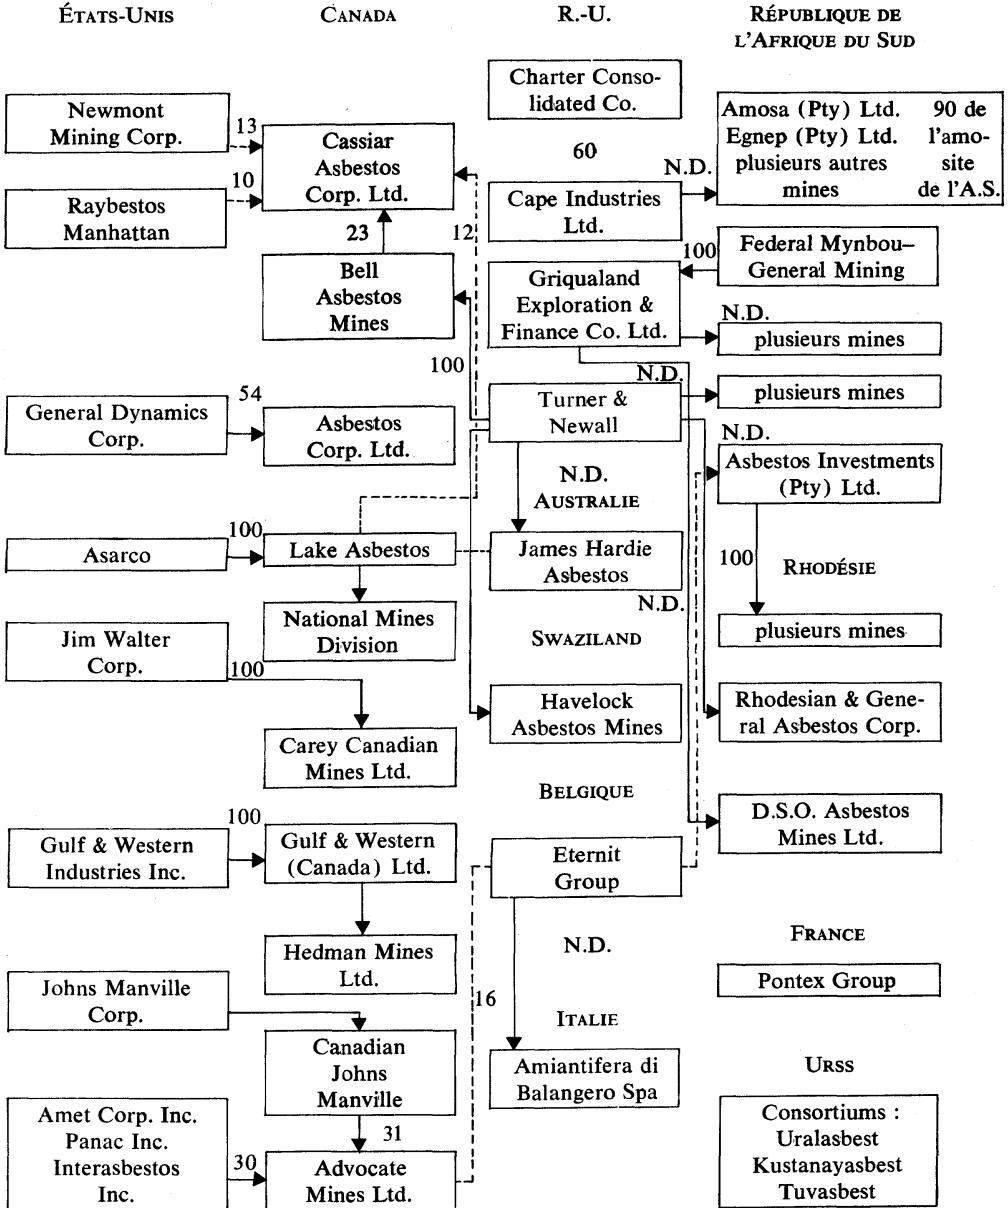 ÉTATS-UNIS
CANADA
R.-U.
RÉPUBLIQUE DE
L'AFRIQUE DU SUD
Newmont
Mining Corp.
13
Raybestos
Manhattan
10
Cassiar
Asbestos
Corp. Ltd.
23
12
Bell
Asbestos
Mines
100
General Dynamics
Corp.
54
Asbestos
Corp. Ltd.
Asarco
100
Lake Asbestos
National Mines
Division
Jim Walter
Corp.
100
Carey Canadian
Mines Ltd.
Gulf & Western
Industries Inc.
100
Gulf & Western
(Canada) Ltd.
Hedman Mines
Ltd.
Johns Manville
Corp.
Canadian
Johns
Manville
31
Amet Corp. Inc.
Panac Inc.
Interasbestos
Inc.
30
Advocate
Mines Ltd.
16
Charter Conso-
lidated Co.
60
Cape Industries
Ltd.
N.D.
Griqualand
Exploration &
Finance Co. Ltd.
100
N.D.
Turner &
Newall
N.D.
N.D.
N.D.
AUSTRALIE
James Hardie
Asbestos
N.D.
SWAZILAND
Havelock
Asbestos Mines
BELGIQUE
Eternit
Group
N.D.
ITALIE
Amiantifera di
Balangero Spa
Amosa (Pty) Ltd.
Egnep (Pty) Ltd.
plusieurs autres
mines
90 de
l'amo-
site
de l'A.S.
Federal Mynbou–
General Mining
plusieurs mines
plusieurs mines
Asbestos Investments
(Pty) Ltd.
100
RHODÉSIE
plusieurs mines
Rhodesian & Gene-
ral Asbestos Corp.
D.S.O. Asbestos
Mines Ltd.
FRANCE
Pontex Group
URSS
Consortiums :
Uralasbest
Kustanayasbest
Tuvasbest